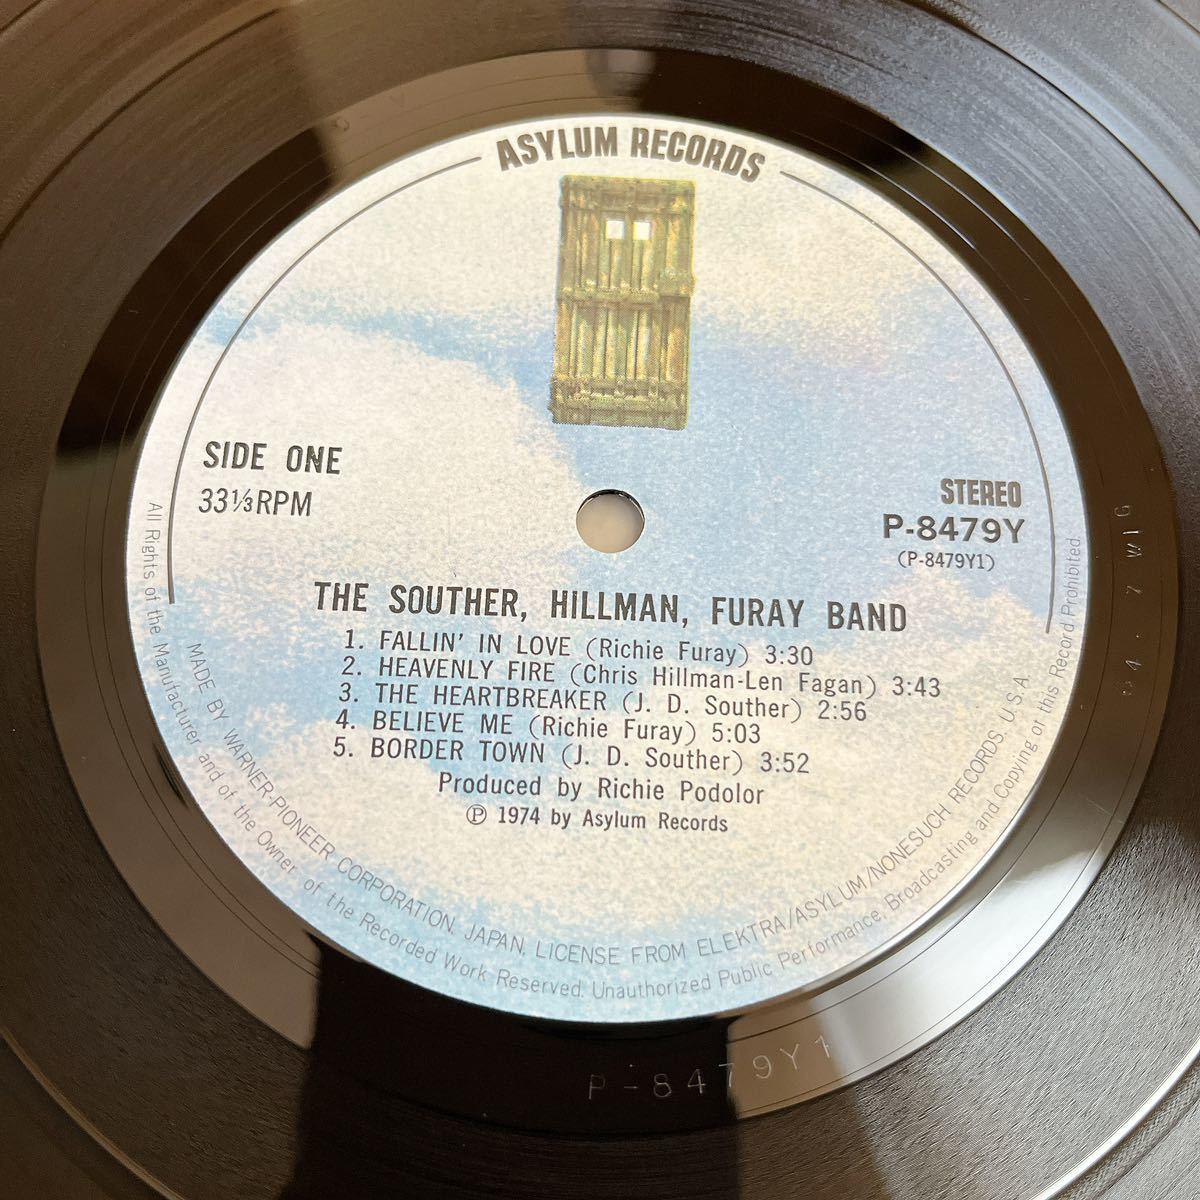 ASYLUM RECORDS
SIDE ONE
33⅓RPM
STEREO
P-8479Y
(P-8479Y1)
THE SOUTHER, HILLMAN, FURAY BAND
1. FALLIN' IN LOVE (Richie Furay) 3:30
2. HEAVENLY FIRE (Chris Hillman-Len Fagan) 3:43
3. THE HEARTBREAKER (J. D. Souther) 2:56
4. BELIEVE ME (Richie Furay) 5:03
5. BORDER TOWN (J. D. Souther) 3:52
Produced by Richie Podolor
Ⓟ 1974 by Asylum Records
MADE BY WARNER-PIONEER CORPORATION, JAPAN, LICENSE FROM ELEKTRA/ASYLUM/NONESUCH RECORDS, U.S.A.
All Rights of the Manufacturer and of the Owner of the Recorded Work Reserved. Unauthorized Public Performance, Broadcasting and Copying of this Record Prohibited.
P-8479Y1